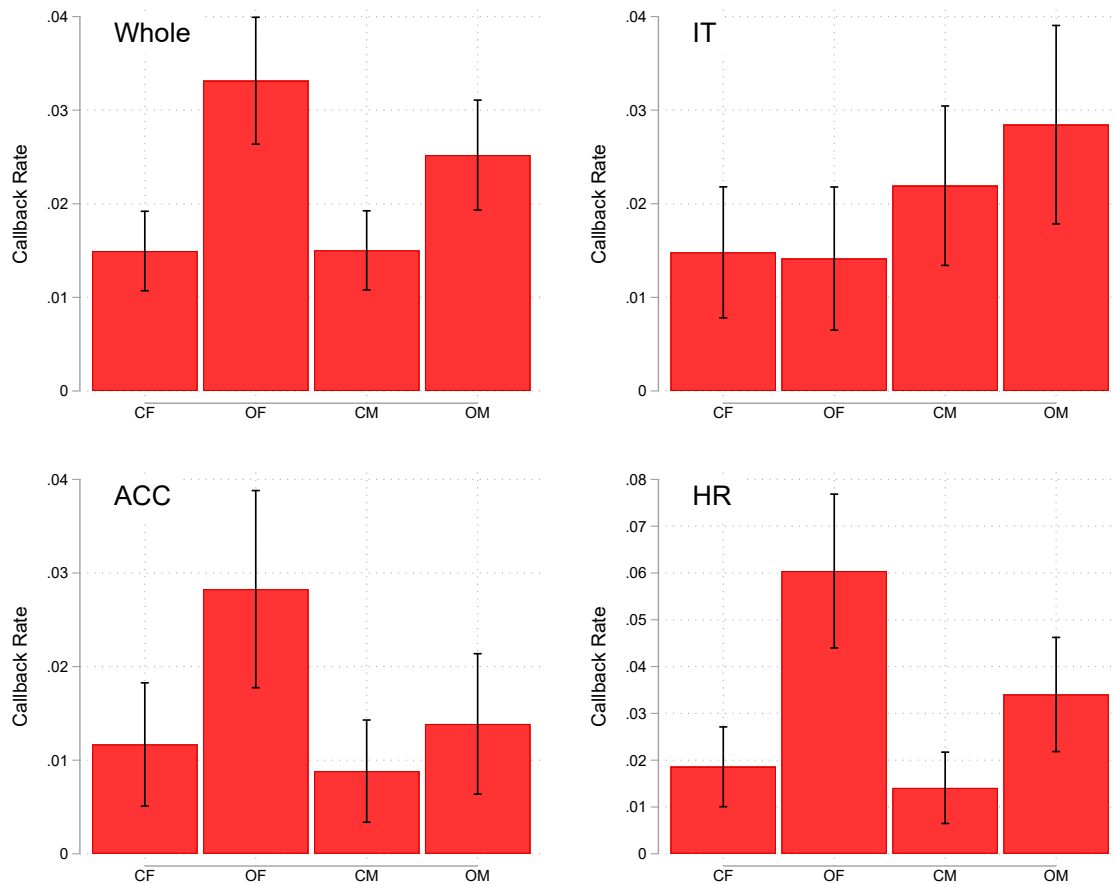 Whole
Callback Rate
.04
.03
.02
.01
0
CF OF CM OM
IT
Callback Rate
.04
.03
.02
.01
0
CF OF CM OM
ACC
Callback Rate
.04
.03
.02
.01
0
CF OF CM OM
HR
Callback Rate
.08
.07
.06
.05
.04
.03
.02
.01
0
CF OF CM OM